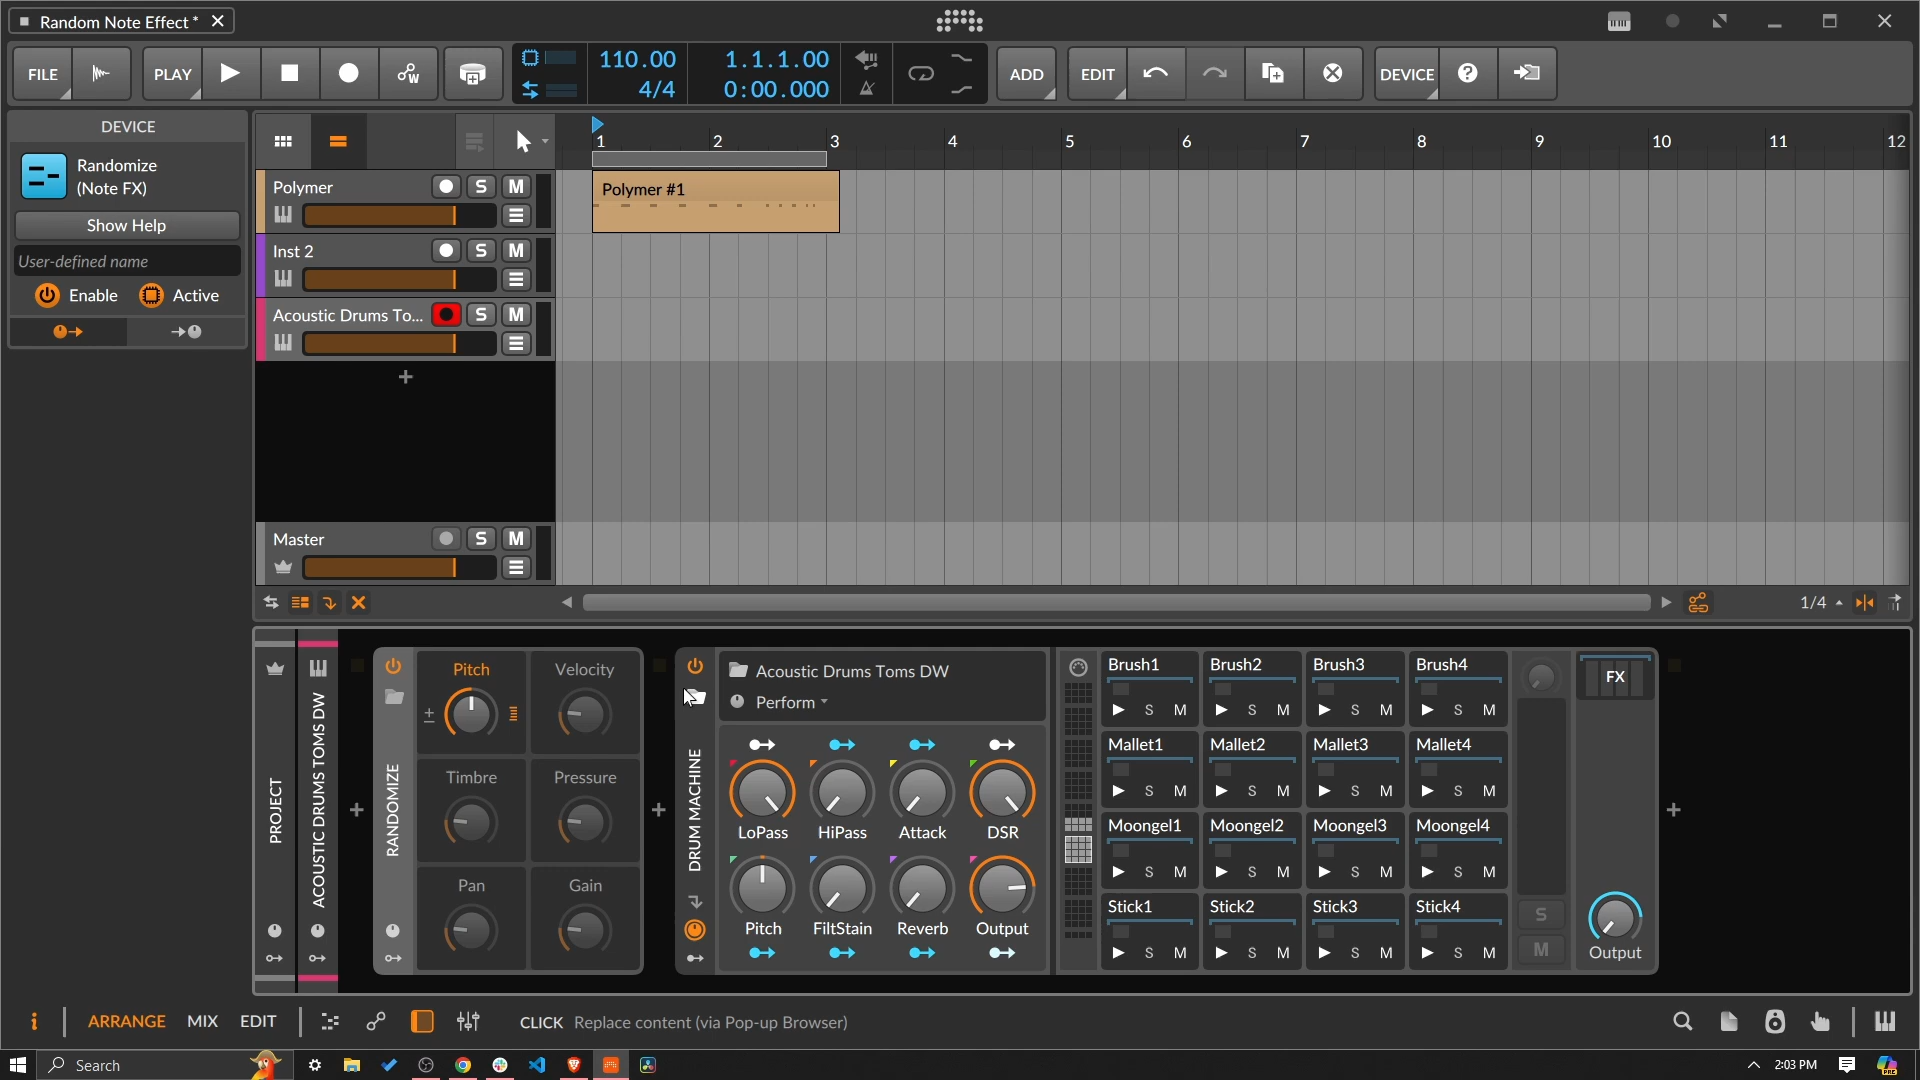 Random Note Effect *
FILE
PLAY
110.00
4/4
1.1.1.00
0:00.000
ADD
EDIT
DEVICE
DEVICE
Randomize
(Note FX)
Show Help
User-defined name
Enable
Active
1 2 3 4 5 6 7 8 9 10 11 12
Polymer
S M
Polymer #1
Inst 2
S M
Acoustic Drums To...
S M
Master
S M
1/4
PROJECT
ACOUSTIC DRUMS TOMS DW
RANDOMIZE
Pitch
Velocity
Timbre
Pressure
Pan
Gain
DRUM MACHINE
Acoustic Drums Toms DW
Perform
LoPass HiPass Attack DSR
Pitch FiltStain Reverb Output
Brush1 Brush2 Brush3 Brush4
S M S M S M S M
Mallet1 Mallet2 Mallet3 Mallet4
S M S M S M S M
Moongel1 Moongel2 Moongel3 Moongel4
S M S M S M S M
Stick1 Stick2 Stick3 Stick4
S M S M S M S M
S
M
FX
Output
ARRANGE MIX EDIT
CLICK Replace content (via Pop-up Browser)
Search
2:03 PM